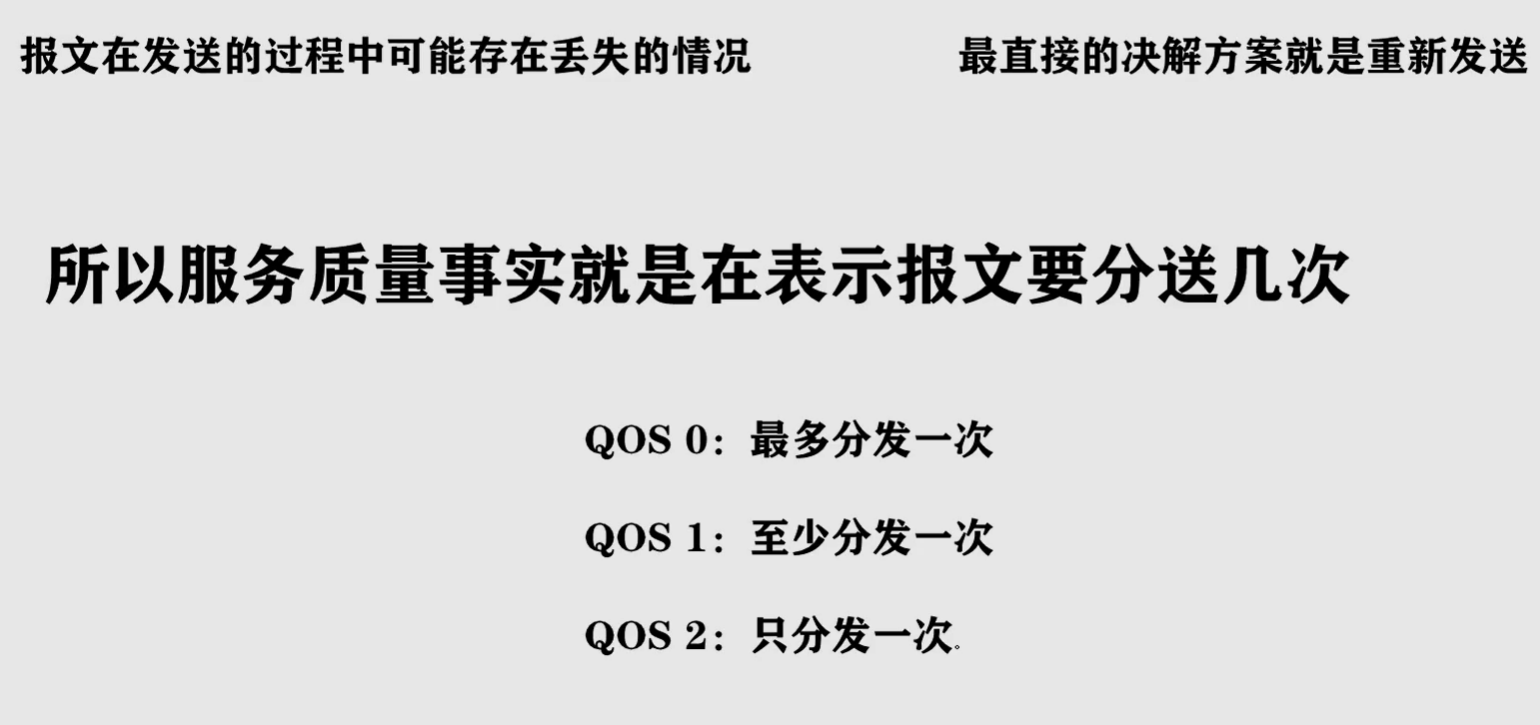 报文在发送的过程中可能存在丢失的情况
最直接的决解方案就是重新发送
所以服务质量事实就是在表示报文要分送几次
QOS 0：最多分发一次
QOS 1：至少分发一次
QOS 2：只分发一次。